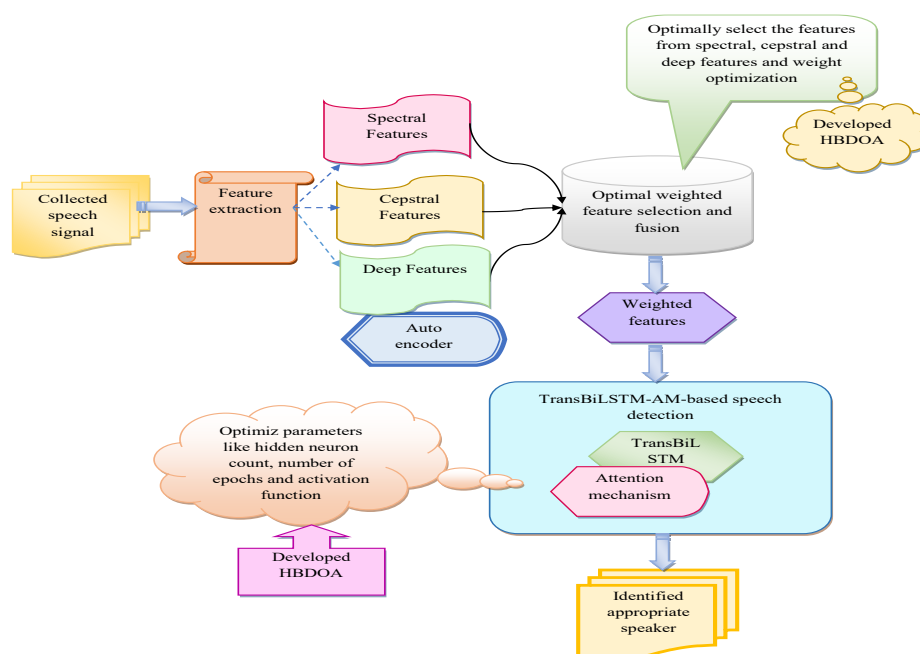 Optimally select the features
from spectral, cepstral and
deep features and weight
optimization
Developed
HBDOA
Spectral
Features
Collected
speech
signal
Feature
extraction
Cepstral
Features
Optimal weighted
feature selection and
fusion
Deep Features
Auto
encoder
Weighted
features
TransBiLSTM-AM-based speech
detection
TransBiL
STM
Attention
mechanism
Optimiz parameters
like hidden neuron
count, number of
epochs and activation
function
Developed
HBDOA
Identified
appropriate
speaker